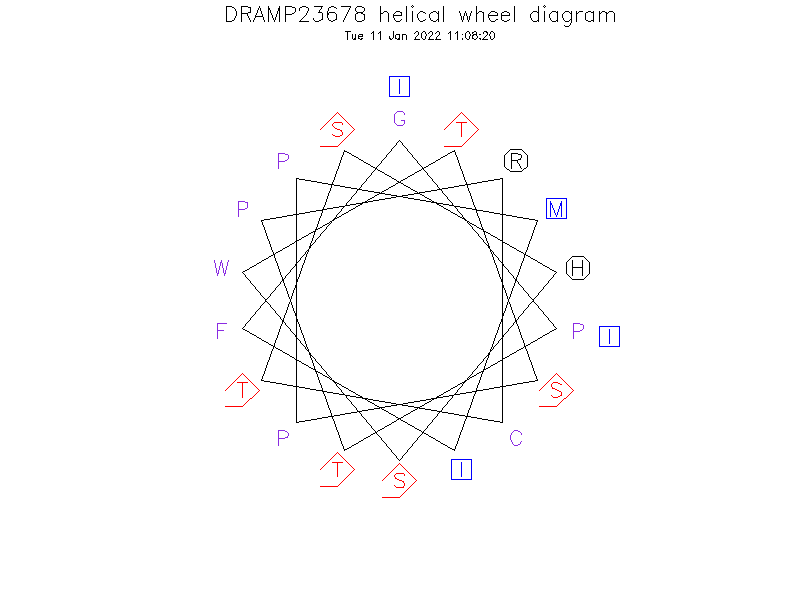 DRAMP23678 helical wheel diagram
Tue 11 Jan 2022 11:08:20
I
S G T
P R
P M
W H
F P I
T S
P C
T S I